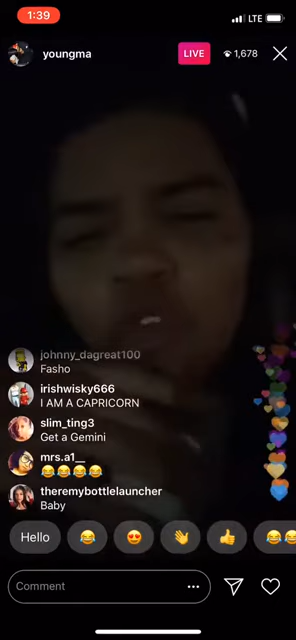 1:39
LTE
youngma
LIVE
1,678
johnny_dagreat100
Fasho
irishwisky666
I AM A CAPRICORN
slim_ting3
Get a Gemini
mrs.a1__
😂😂😂😂
theremybottlelauncher
Baby
Hello 😂 😍 👋 👍 😂😂
Comment